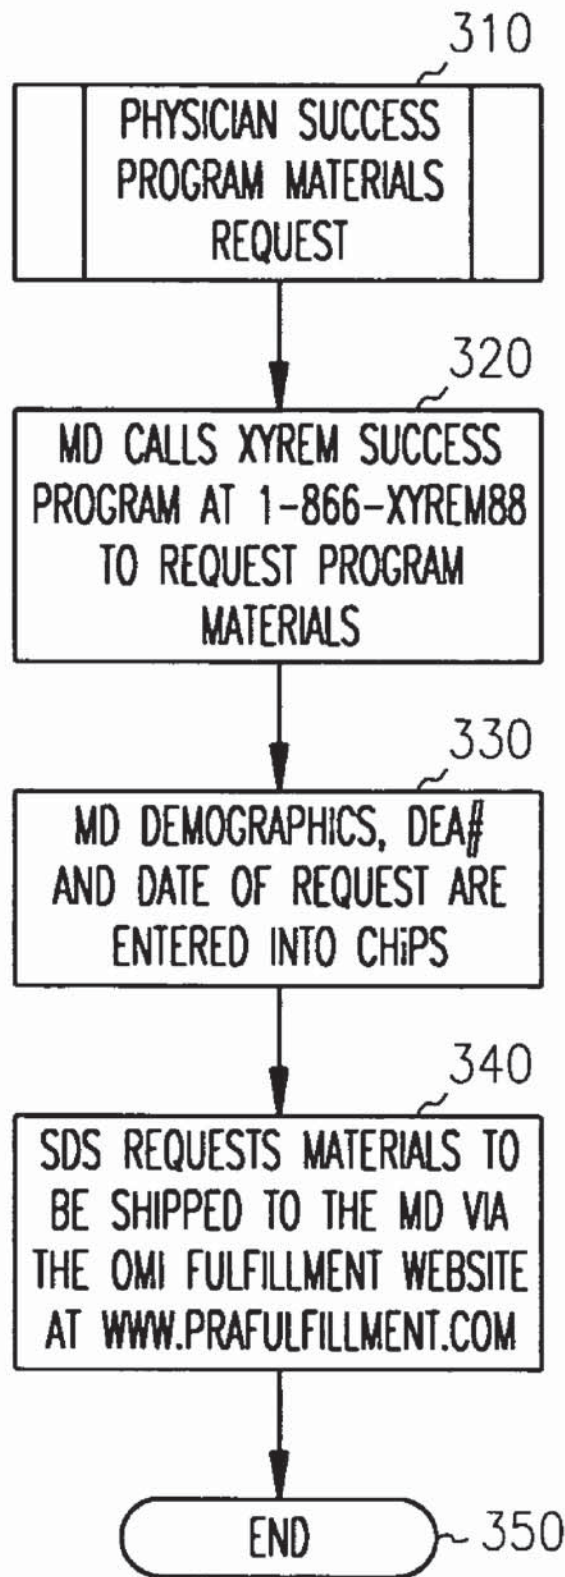 310
PHYSICIAN SUCCESS
PROGRAM MATERIALS
REQUEST
320
MD CALLS XYREM SUCCESS
PROGRAM AT 1-866-XYREM88
TO REQUEST PROGRAM
MATERIALS
330
MD DEMOGRAPHICS, DEA#
AND DATE OF REQUEST ARE
ENTERED INTO CHiPS
340
SDS REQUESTS MATERIALS TO
BE SHIPPED TO THE MD VIA
THE OMI FULFILLMENT WEBSITE
AT WWW.PRAFULFILLMENT.COM
END
350